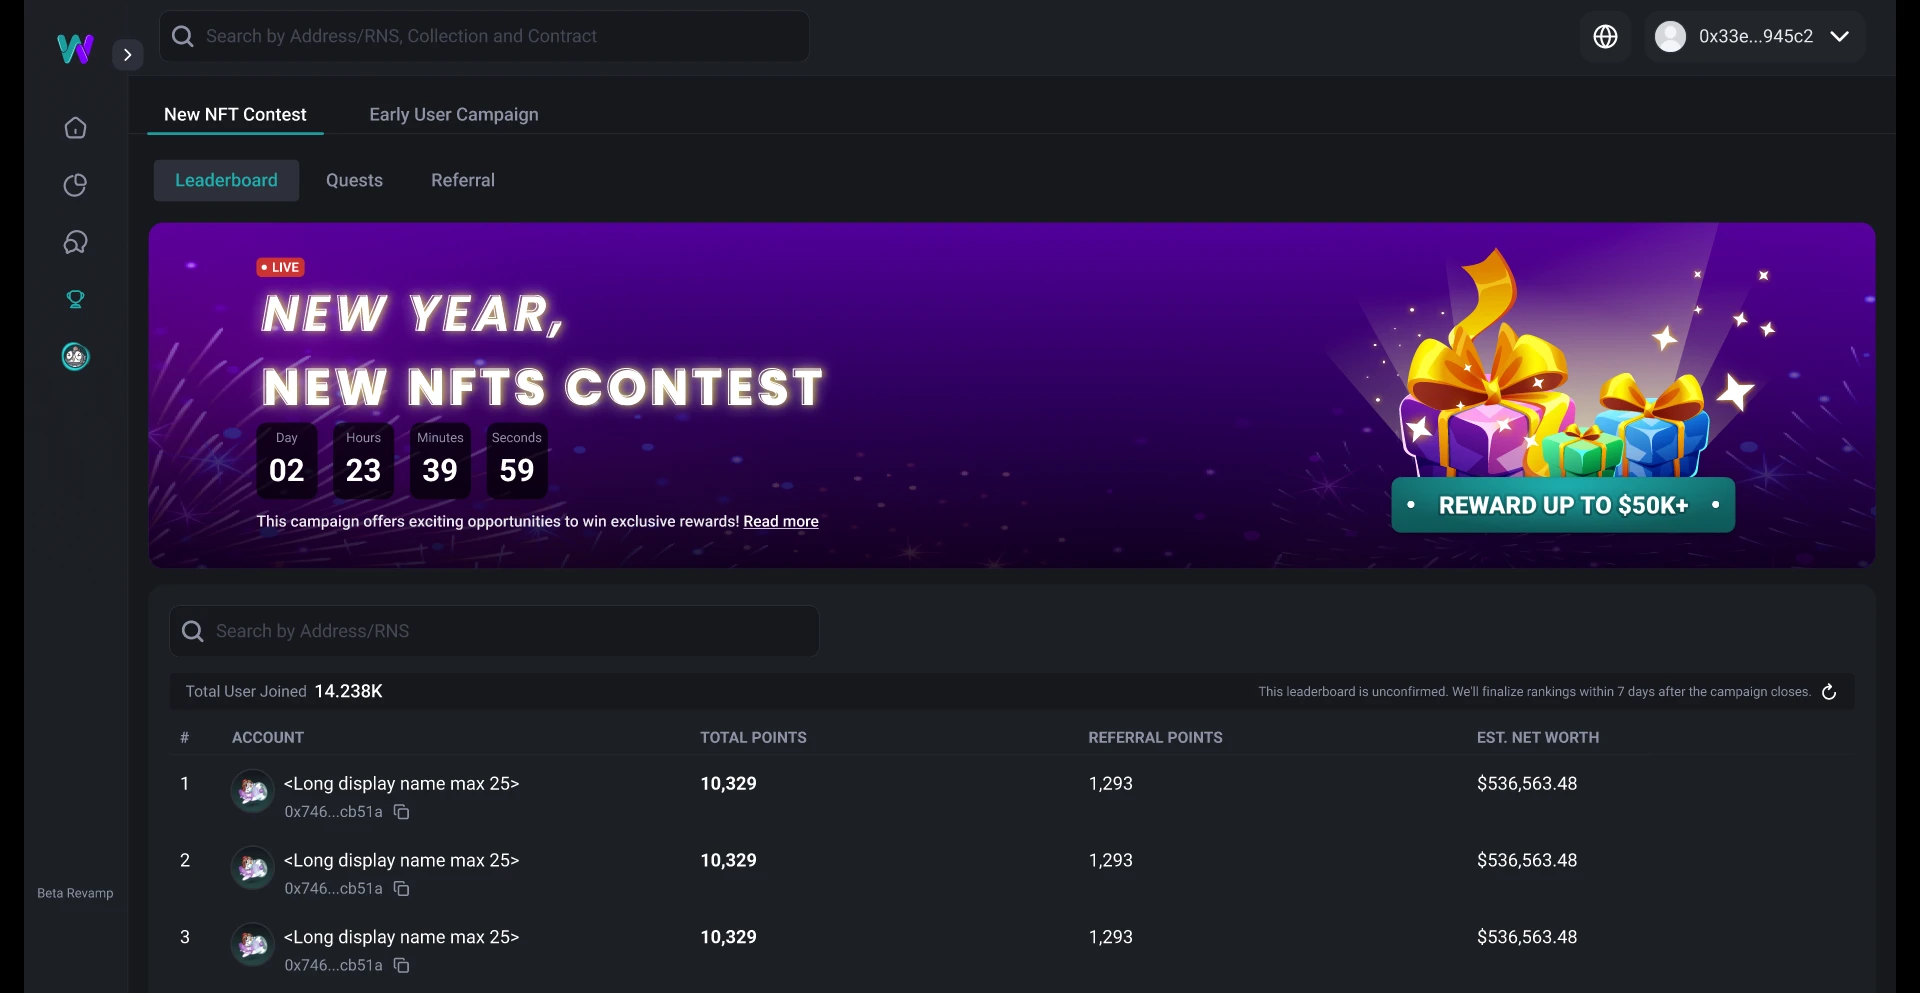 Search by Address/RNS, Collection and Contract
0x33e...945c2
New NFT Contest
Early User Campaign
Leaderboard
Quests
Referral
• LIVE
NEW YEAR,
NEW NFTS CONTEST
Day
Hours
Minutes
Seconds
02
23
39
59
This campaign offers exciting opportunities to win exclusive rewards! Read more
• REWARD UP TO $50K+ •
Search by Address/RNS
Total User Joined 14.238K
This leaderboard is unconfirmed. We'll finalize rankings within 7 days after the campaign closes.
# ACCOUNT TOTAL POINTS REFERRAL POINTS EST. NET WORTH
1 <Long display name max 25> 10,329 1,293 $536,563.48
0x746...cb51a
2 <Long display name max 25> 10,329 1,293 $536,563.48
0x746...cb51a
3 <Long display name max 25> 10,329 1,293 $536,563.48
0x746...cb51a
Beta Revamp